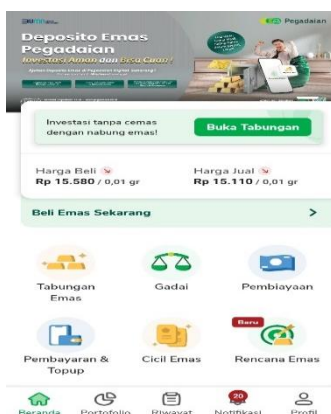 Pegadaian
Deposito Emas
Pegadaian
Investasi Aman dan Bisa Cuan!
Investasi tanpa cemas
dengan nabung emas!
Buka Tabungan
Harga Beli
Rp 15.580 / 0,01 gr
Harga Jual
Rp 15.110 / 0,01 gr
Beli Emas Sekarang
Tabungan
Emas
Gadai
Pembiayaan
Pembayaran &
Topup
Cicil Emas
Baru
Rencana Emas
Beranda
Portofolio
Riwayat
20
Notifikasi
Profil